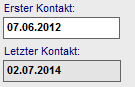 Erster Kontakt:
07.06.2012
Letzter Kontakt:
02.07.2014